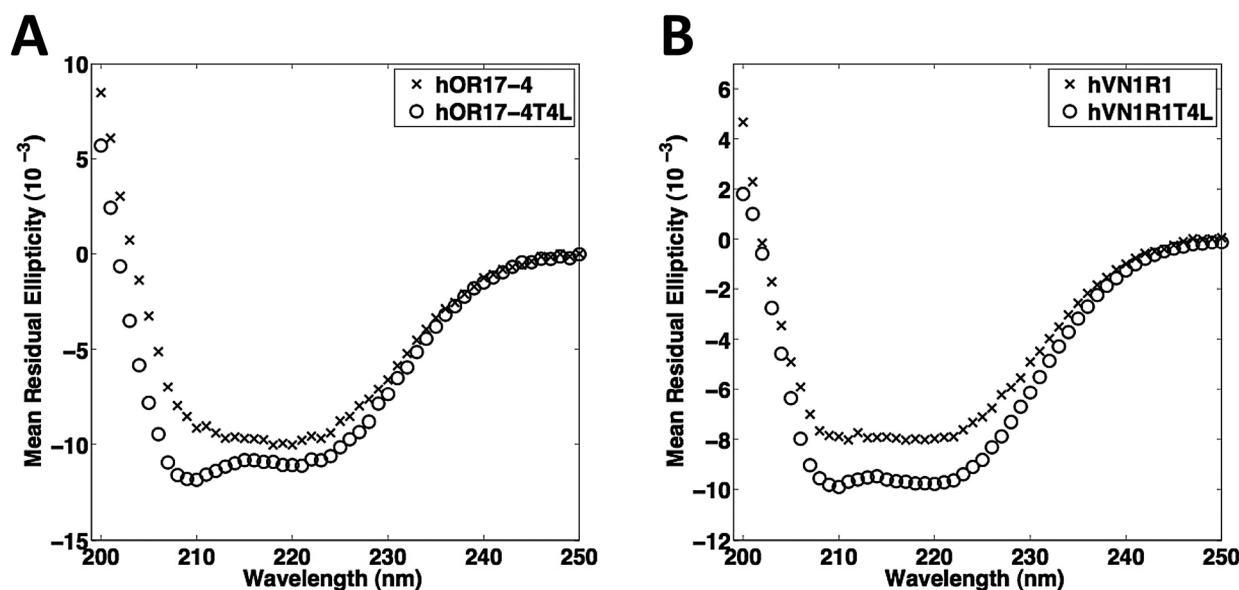 A
10
5
0
−5
−10
−15
200
210
220
230
240
250
Mean Residual Ellipticity (10 −3)
Wavelength (nm)
× hOR17−4
○ hOR17−4T4L
B
6
4
2
0
−2
−4
−6
−8
−10
−12
200
210
220
230
240
250
Mean Residual Ellipticity (10 −3)
Wavelength (nm)
× hVN1R1
○ hVN1R1T4L